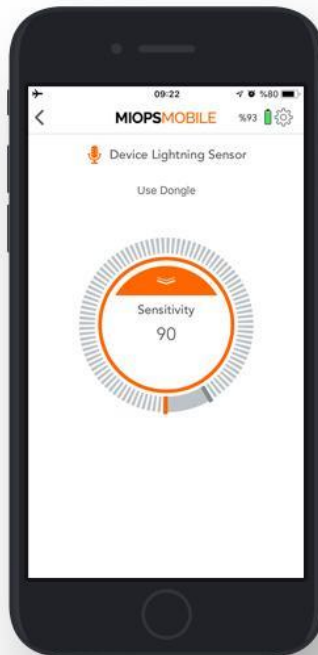 09:22
%80
MIOPSMOBILE
%93
Device Lightning Sensor
Use Dongle
Sensitivity
90